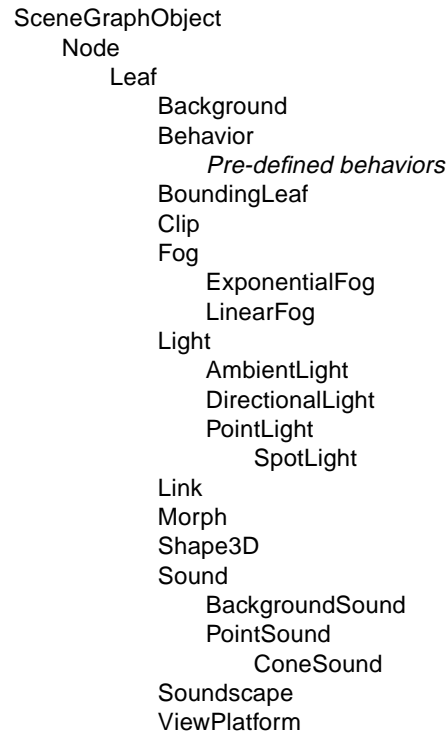 SceneGraphObject
Node
Leaf
Background
Behavior
Pre-defined behaviors
BoundingLeaf
Clip
Fog
ExponentialFog
LinearFog
Light
AmbientLight
DirectionalLight
PointLight
SpotLight
Link
Morph
Shape3D
Sound
BackgroundSound
PointSound
ConeSound
Soundscape
ViewPlatform